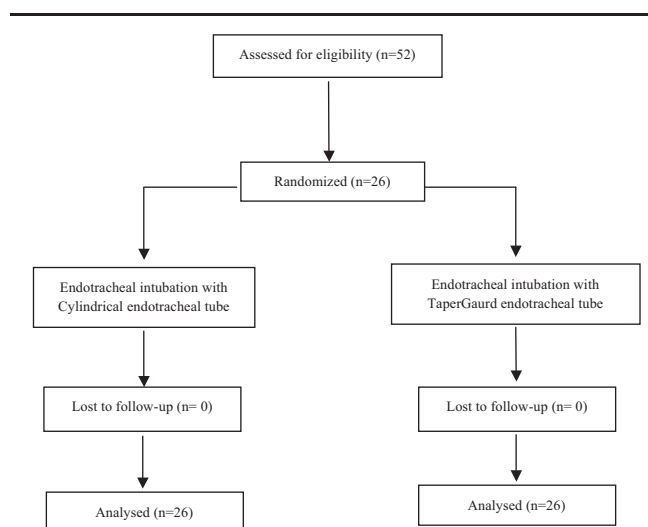 Assessed for eligibility (n=52)
Randomized (n=26)
Endotracheal intubation with
Cylindrical endotracheal tube
Endotracheal intubation with
TaperGaurd endotracheal tube
Lost to follow-up (n= 0)
Lost to follow-up (n= 0)
Analysed (n=26)
Analysed (n=26)